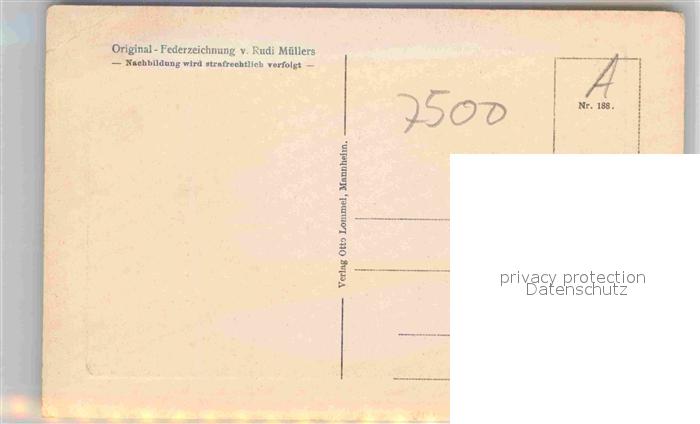 Original - Federzeichnung v. Rudi Müllers
— Nachbildung wird strafrechtlich verfolgt —
7500
A
Nr. 188.
Verlag Otto Lommel, Mannheim.
privacy protection
Datenschutz